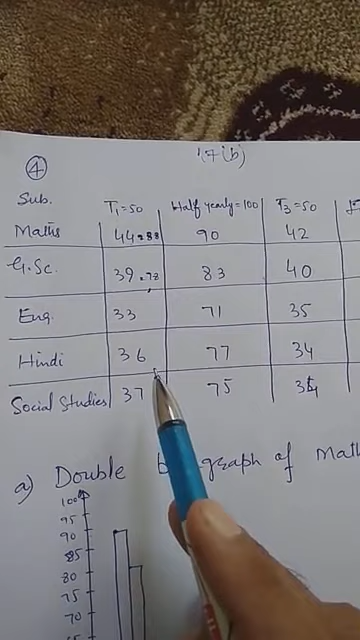 17(b)
4
Sub. T₁=50 Half yearly=100 T₃=50
Maths 44=88 90 42
G.Sc. 39=78 83 40
Eng. 33 71 35
Hindi 36 77 34
Social Studies 37 75
a) Double graph of Math
100
95
90
85
80
75
70